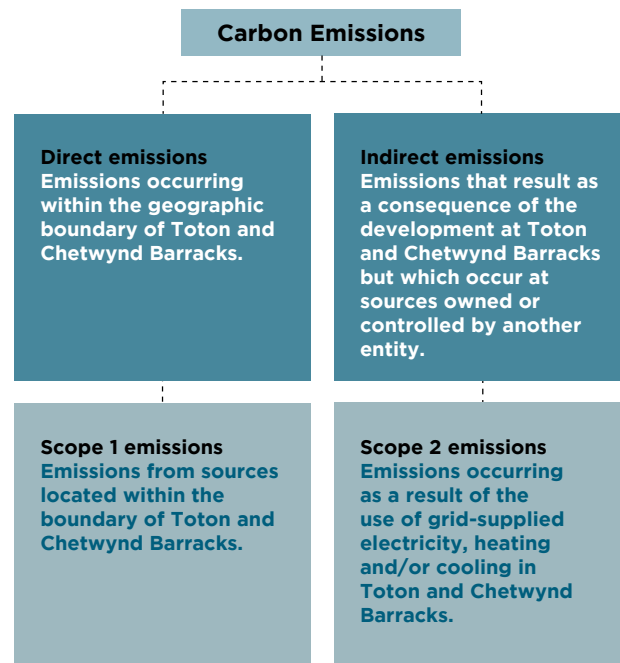 Carbon Emissions
Direct emissions
Emissions occurring
within the geographic
boundary of Toton and
Chetwynd Barracks.
Indirect emissions
Emissions that result as
a consequence of the
development at Toton
and Chetwynd Barracks
but which occur at
sources owned or
controlled by another
entity.
Scope 1 emissions
Emissions from sources
located within the
boundary of Toton and
Chetwynd Barracks.
Scope 2 emissions
Emissions occurring
as a result of the
use of grid-supplied
electricity, heating
and/or cooling in
Toton and Chetwynd
Barracks.